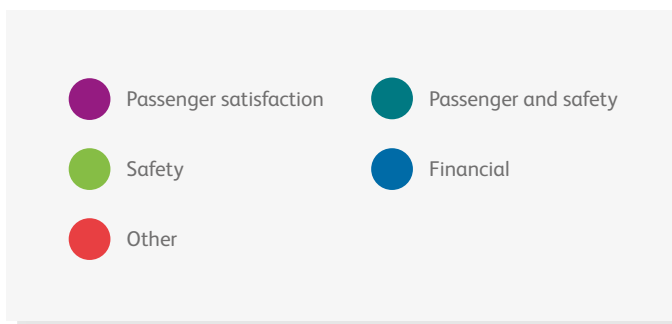 Passenger satisfaction
Passenger and safety
Safety
Financial
Other